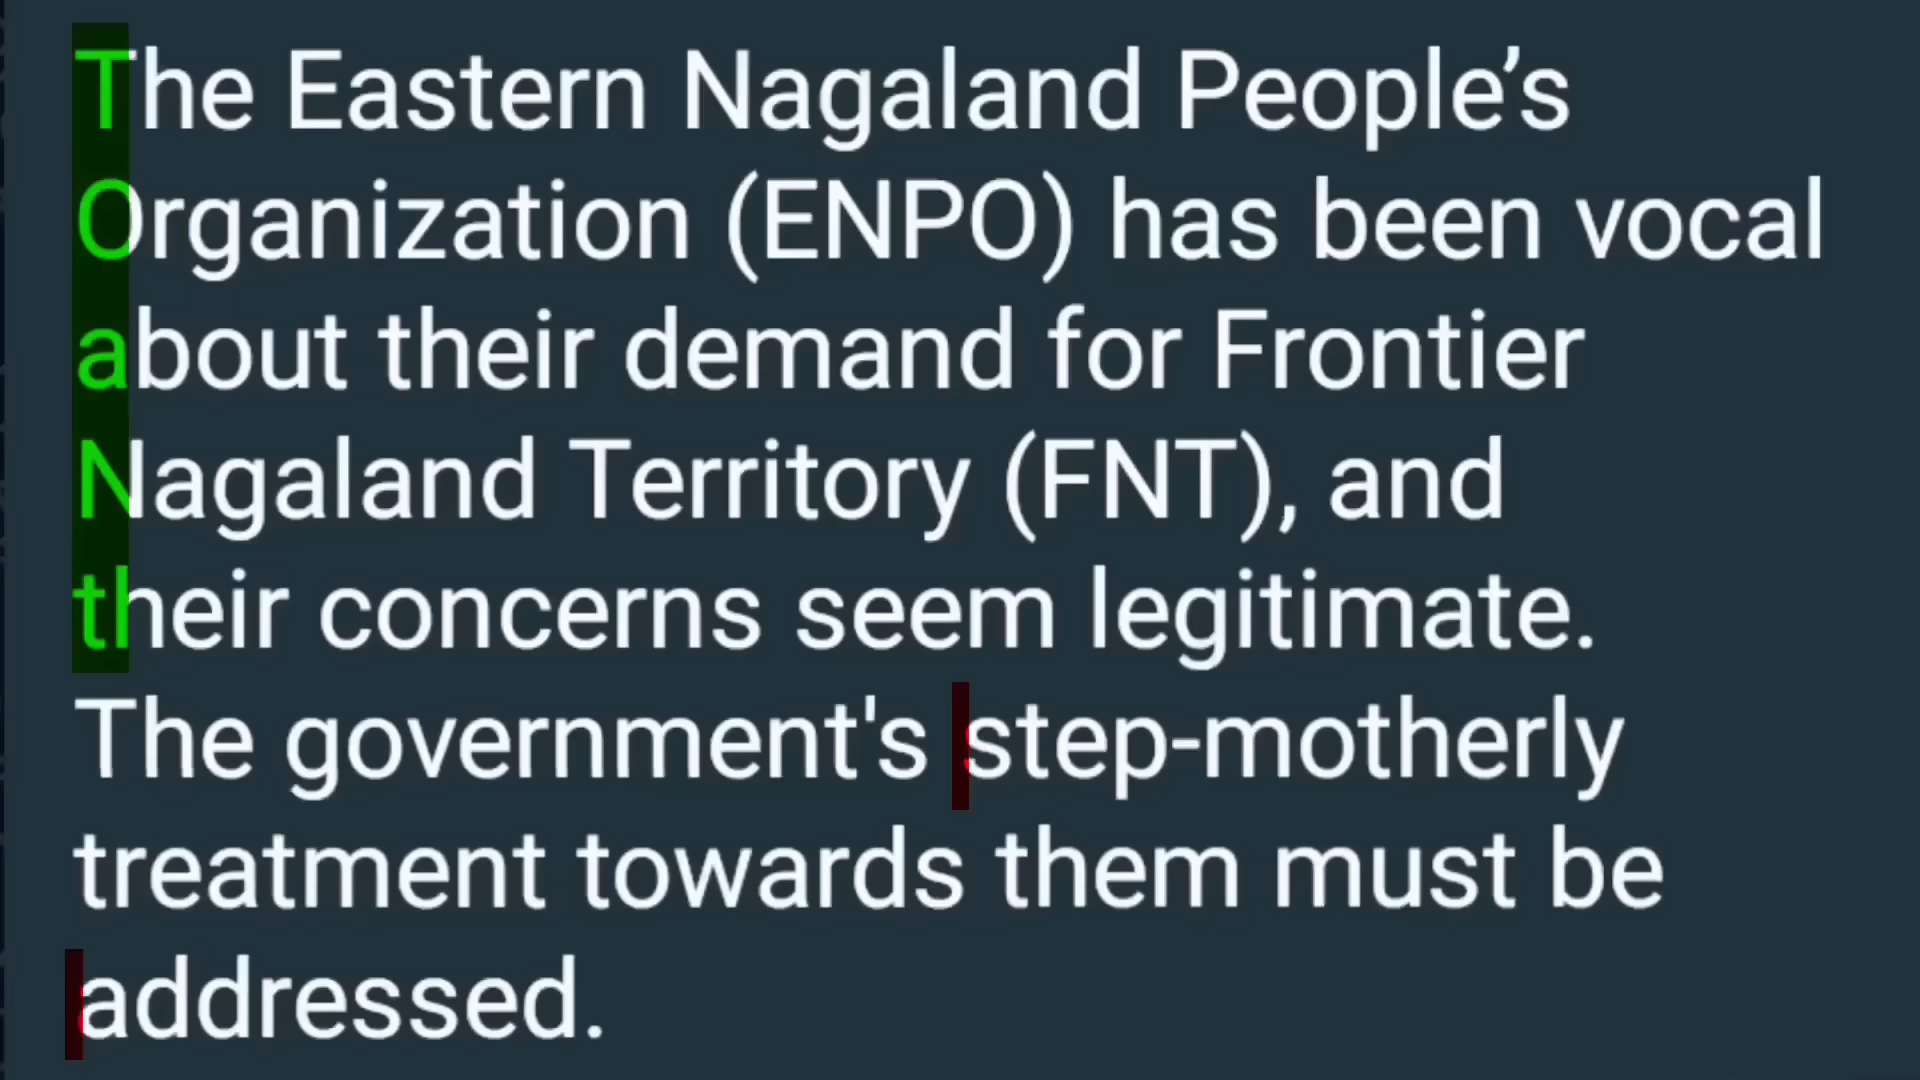 The Eastern Nagaland People’s
Organization (ENPO) has been vocal
about their demand for Frontier
Nagaland Territory (FNT), and
their concerns seem legitimate.
The government's step-motherly
treatment towards them must be
addressed.